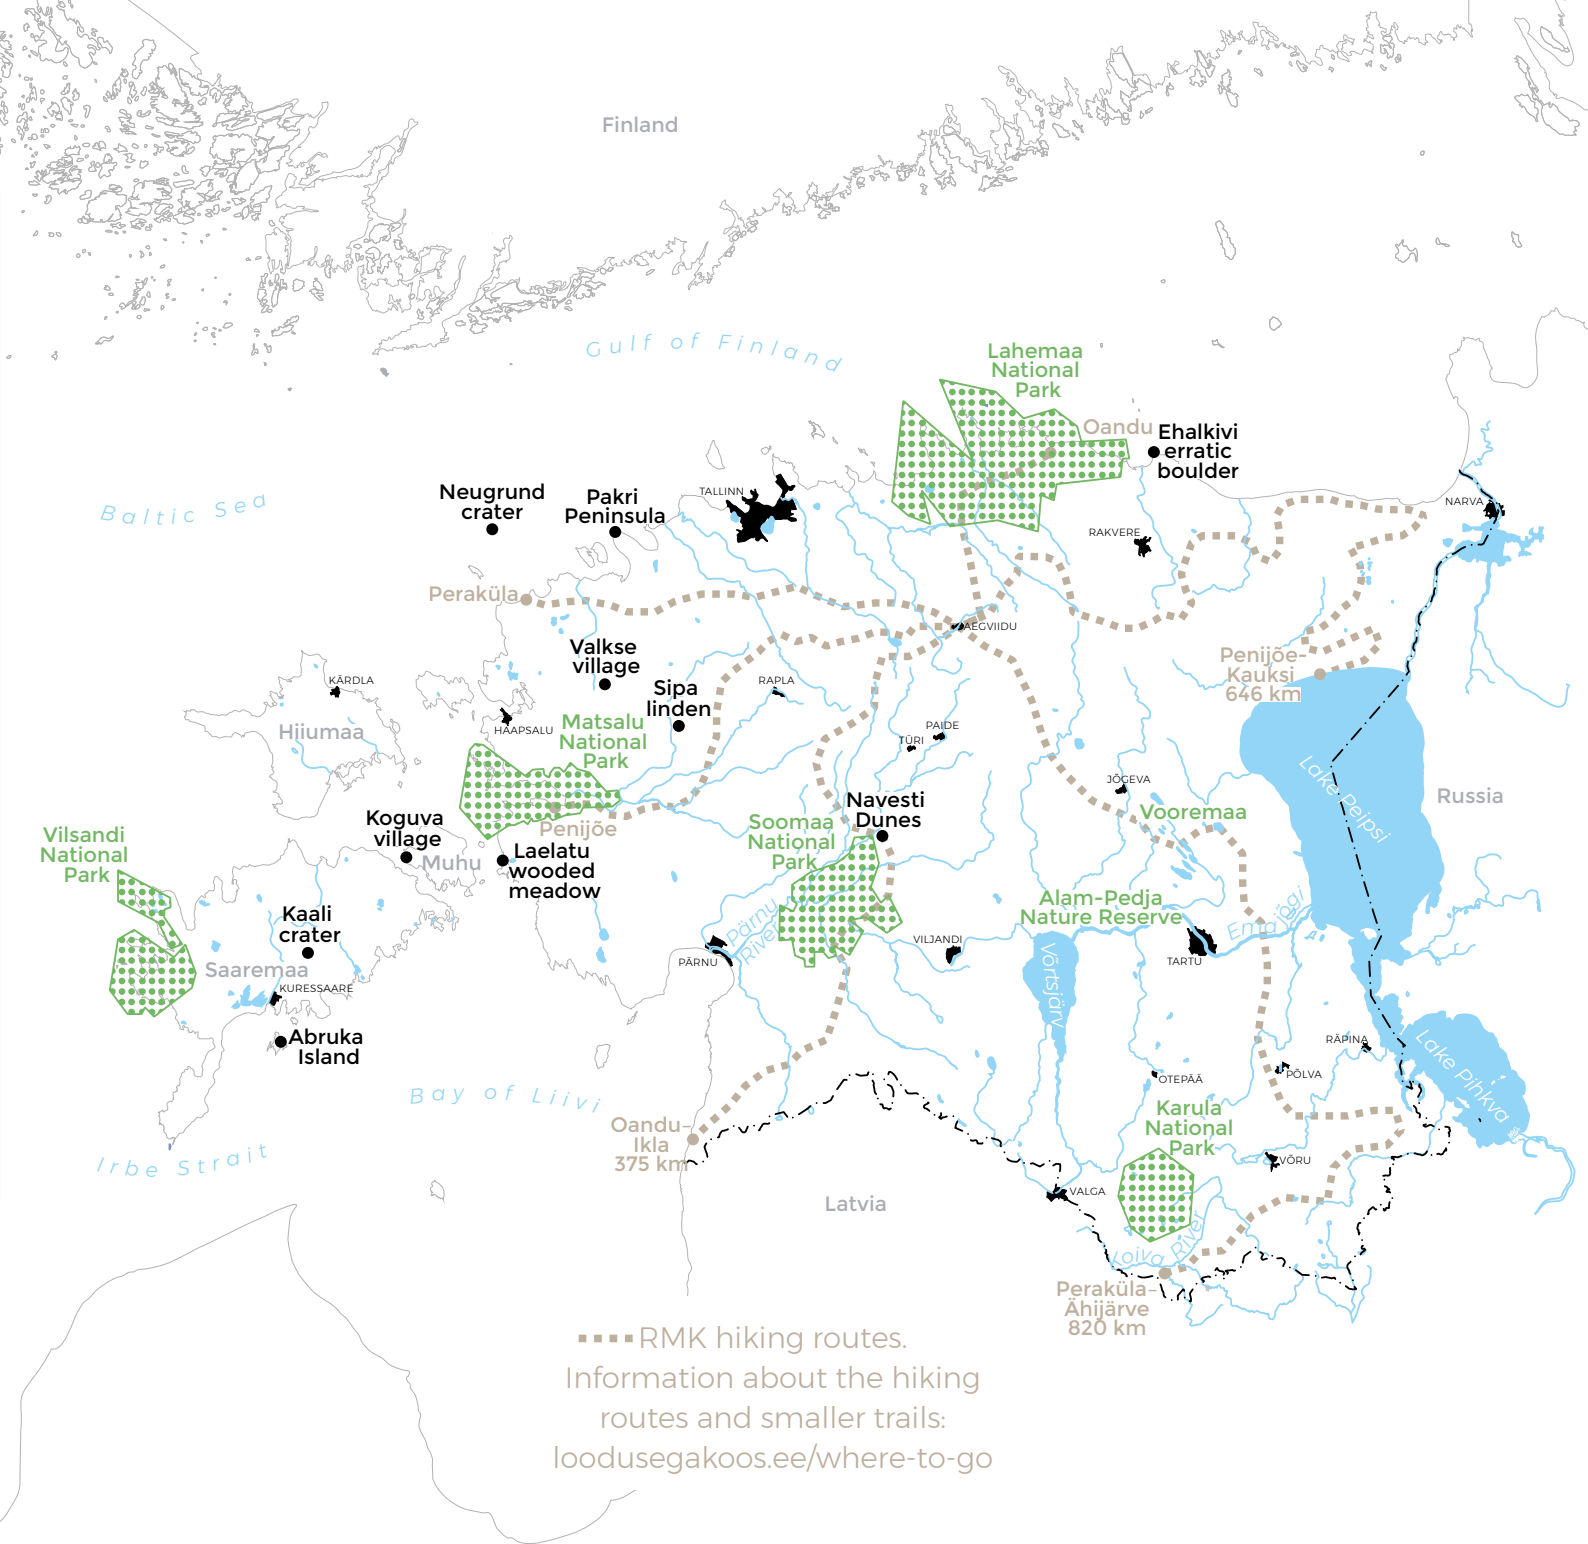 Finland
Gulf of Finland
Lahemaa
National
Park
Oandu
Ehalkivi
erratic
boulder
Baltic Sea
Neugrund
crater
Pakri
Peninsula
TALLINN
NARVA
RAKVERE
Peraküla
AEGVIIDU
Valkse
village
Penijõe-
Kauksi
646 km
KÄRDLA
Sipa
linden
RAPLA
Hiiumaa
HAAPSALU
Matsalu
National
Park
PAIDE
TÜRI
Lake Peipsi
Russia
JÕGEVA
Navesti
Dunes
Vooremaa
Koguva
village
Penijõe
Soomaa
National
Park
Vilsandi
National
Park
Muhu
Laelatu
wooded
meadow
Alam-Pedja
Nature Reserve
Kaali
crater
Pärnu
River
Ema jõgi
VILJANDI
PÄRNU
TARTU
Võrtsjärv
Saaremaa
KURESSAARE
Abruka
Island
RÄPINA
Lake Pihkva
PÕLVA
OTEPÄÄ
Bay of Liivi
Karula
National
Park
Oandu-
Ikla
375 km
Irbe Strait
VÕRU
VALGA
Latvia
Loiva River
Peraküla-
Ähijärve
820 km
RMK hiking routes.
Information about the hiking
routes and smaller trails:
loodusegakoos.ee/where-to-go